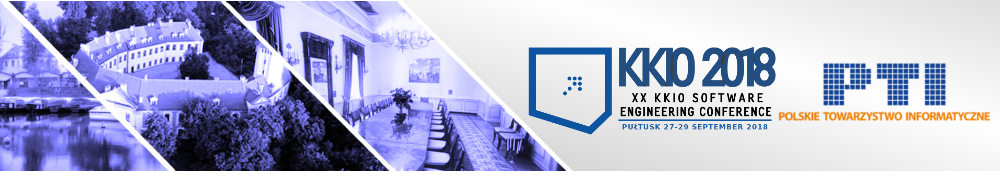 KKIO 2018
XX KKIO SOFTWARE
ENGINEERING CONFERENCE
PUŁTUSK 27-29 SEPTEMBER 2018
PTI
POLSKIE TOWARZYSTWO INFORMATYCZNE